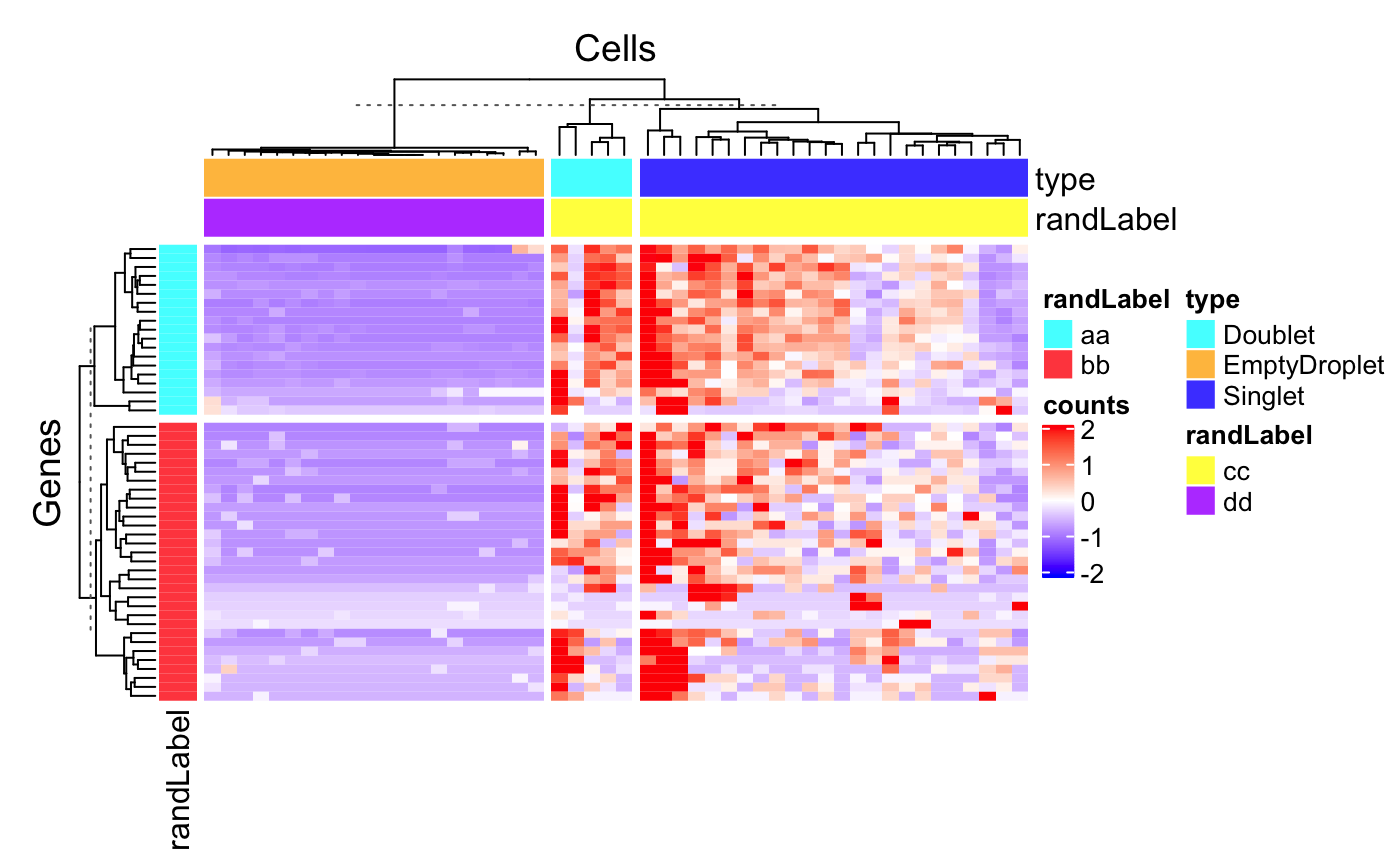 Cells
type
randLabel
Genes
randLabel
randLabel
aa
bb
counts
2
1
0
-1
-2
type
Doublet
EmptyDroplet
Singlet
randLabel
cc
dd